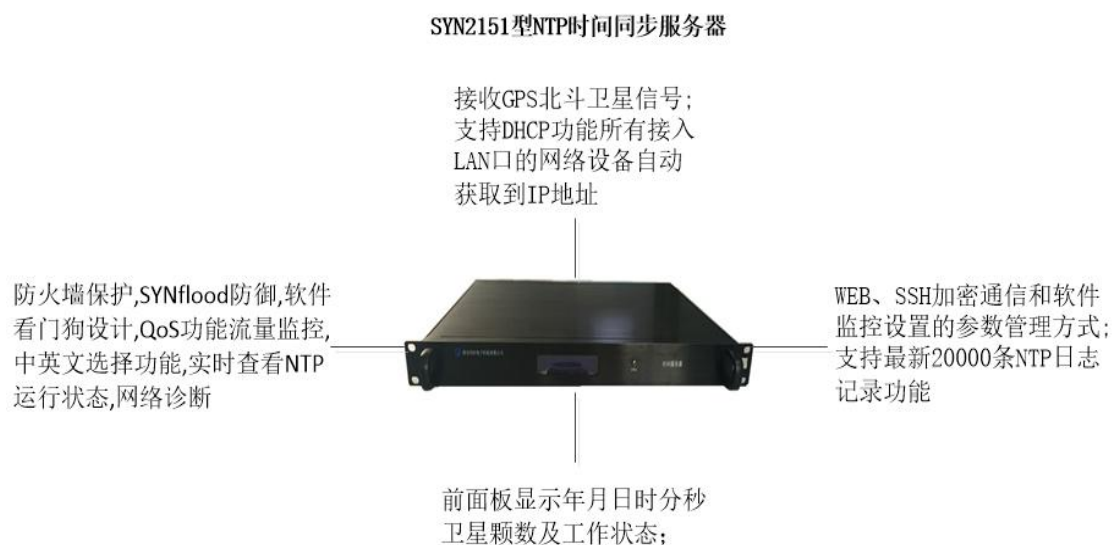 SYN2151型NTP时间同步服务器
接收GPS北斗卫星信号;
支持DHCP功能所有接入
LAN口的网络设备自动
获取到IP地址
防火墙保护,SYNflood防御,软件
看门狗设计,QoS功能流量监控,
中英文选择功能,实时查看NTP
运行状态,网络诊断
WEB、SSH加密通信和软件
监控设置的参数管理方式;
支持最新20000条NTP日志
记录功能
前面板显示年月日时分秒
卫星颗数及工作状态;